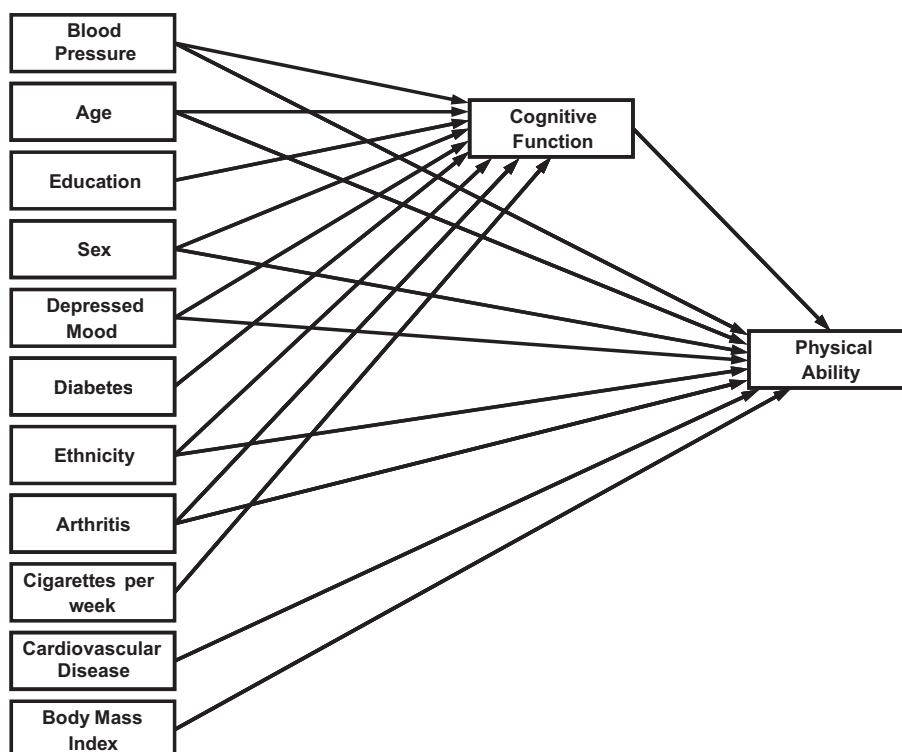 Blood
Pressure
Age
Cognitive
Function
Education
Sex
Depressed
Mood
Physical
Ability
Diabetes
Ethnicity
Arthritis
Cigarettes per
week
Cardiovascular
Disease
Body Mass
Index